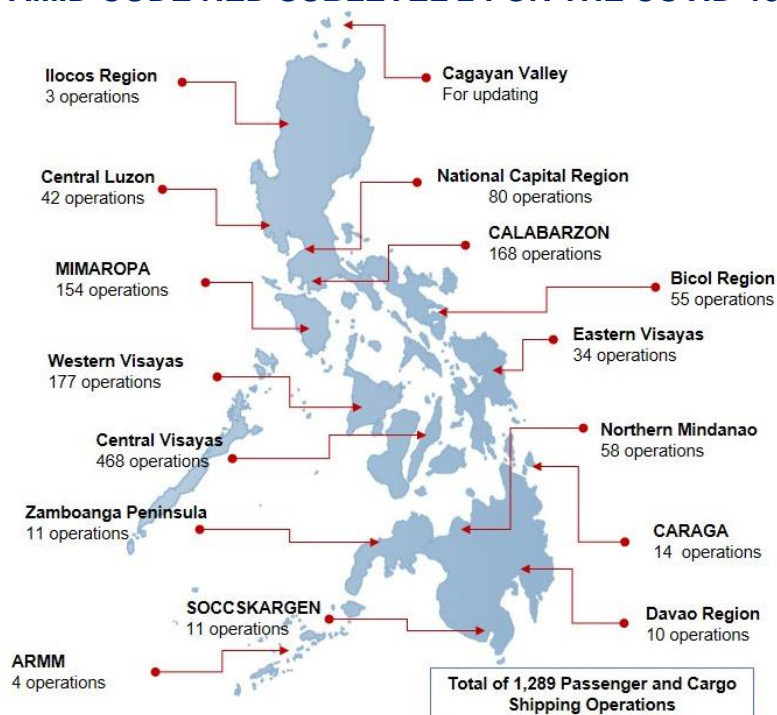 Ilocos Region
3 operations
Cagayan Valley
For updating
Central Luzon
42 operations
National Capital Region
80 operations
CALABARZON
168 operations
MIMAROPA
154 operations
Bicol Region
55 operations
Eastern Visayas
34 operations
Western Visayas
177 operations
Northern Mindanao
58 operations
Central Visayas
468 operations
Zamboanga Peninsula
11 operations
CARAGA
14 operations
SOCCSKARGEN
11 operations
Davao Region
10 operations
ARMM
4 operations
Total of 1,289 Passenger and Cargo
Shipping Operations